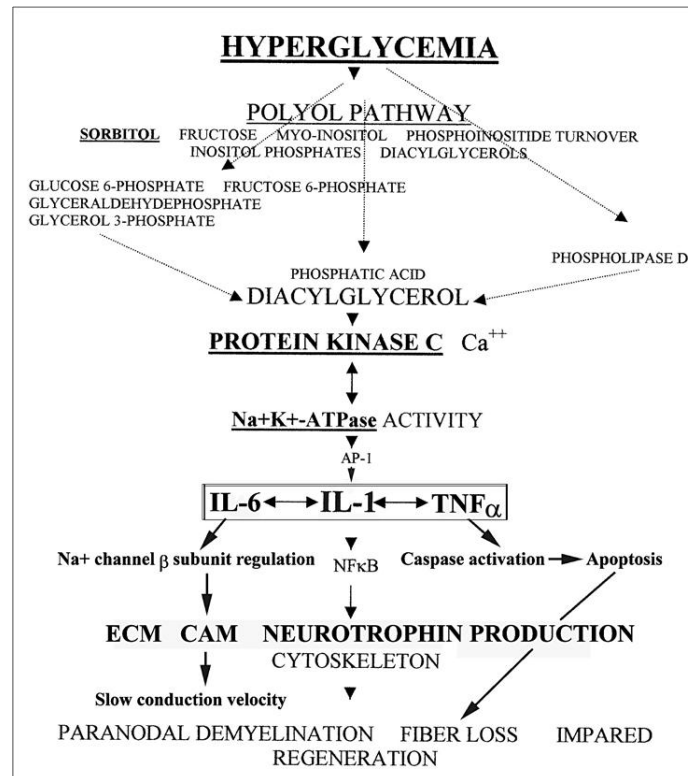 HYPERGLYCEMIA
POLYOL PATHWAY
SORBITOL FRUCTOSE MYO-INOSITOL PHOSPHOINOSITIDE TURNOVER
INOSITOL PHOSPHATES DIACYLGLYCEROLS
GLUCOSE 6-PHOSPHATE FRUCTOSE 6-PHOSPHATE
GLYCERALDEHYDEPHOSPHATE
GLYCEROL 3-PHOSPHATE
PHOSPHOLIPASE D
PHOSPHATIC ACID
DIACYLGLYCEROL
PROTEIN KINASE C Ca++
Na+K+-ATPase ACTIVITY
AP-1
IL-6 IL-1 TNFα
Na+ channel β subunit regulation NFκB Caspase activation Apoptosis
ECM CAM NEUROTROPHIN PRODUCTION
CYTOSKELETON
Slow conduction velocity
PARANODAL DEMYELINATION FIBER LOSS IMPARED
REGENERATION